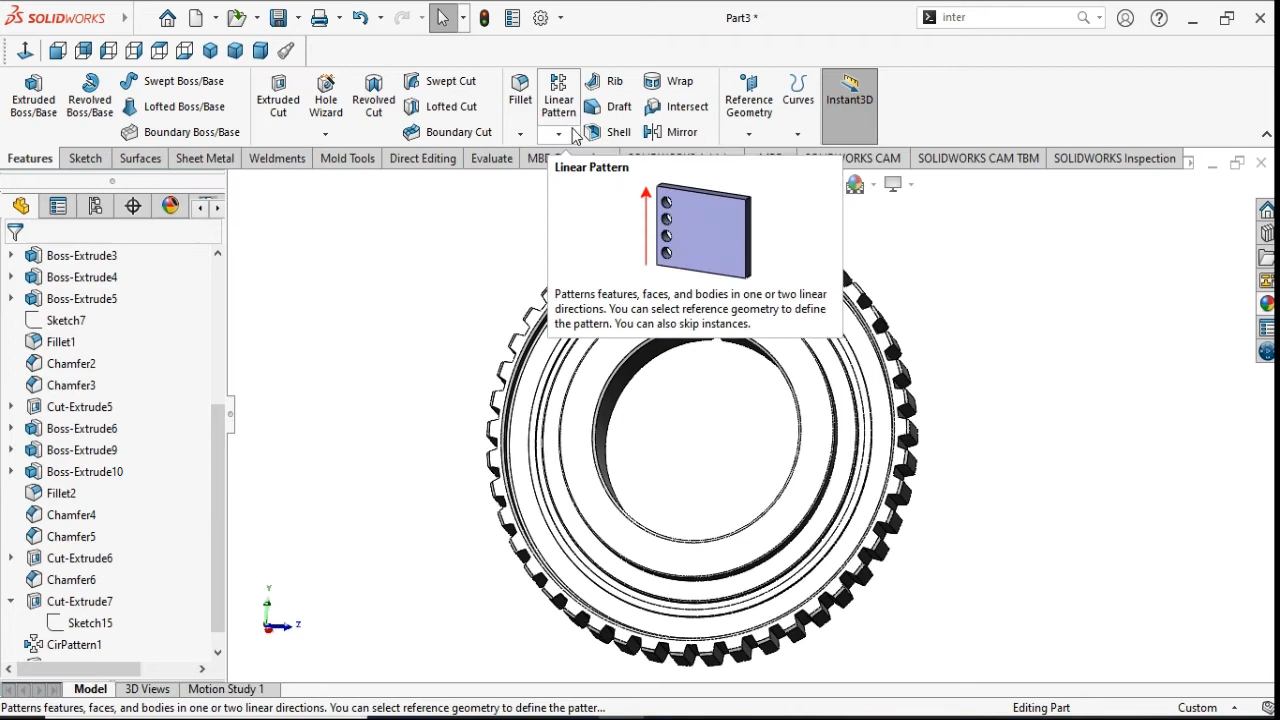 SOLIDWORKS
Part3 *
inter
Extruded Boss/Base
Revolved Boss/Base
Swept Boss/Base
Lofted Boss/Base
Boundary Boss/Base
Extruded Cut
Hole Wizard
Revolved Cut
Swept Cut
Lofted Cut
Boundary Cut
Fillet
Linear Pattern
Rib
Draft
Shell
Wrap
Intersect
Mirror
Reference Geometry
Curves
Instant3D
Features
Sketch
Surfaces
Sheet Metal
Weldments
Mold Tools
Direct Editing
Evaluate
SOLIDWORKS CAM TBM
SOLIDWORKS Inspection
Linear Pattern
Patterns features, faces, and bodies in one or two linear
directions. You can select reference geometry to define
the pattern. You can also skip instances.
Boss-Extrude3
Boss-Extrude4
Boss-Extrude5
Sketch7
Fillet1
Chamfer2
Chamfer3
Cut-Extrude5
Boss-Extrude6
Boss-Extrude9
Boss-Extrude10
Fillet2
Chamfer4
Chamfer5
Cut-Extrude6
Chamfer6
Cut-Extrude7
Sketch15
CirPattern1
Y
Z
Model
3D Views
Motion Study 1
Patterns features, faces, and bodies in one or two linear directions. You can select reference geometry to define the patter...
Editing Part
Custom